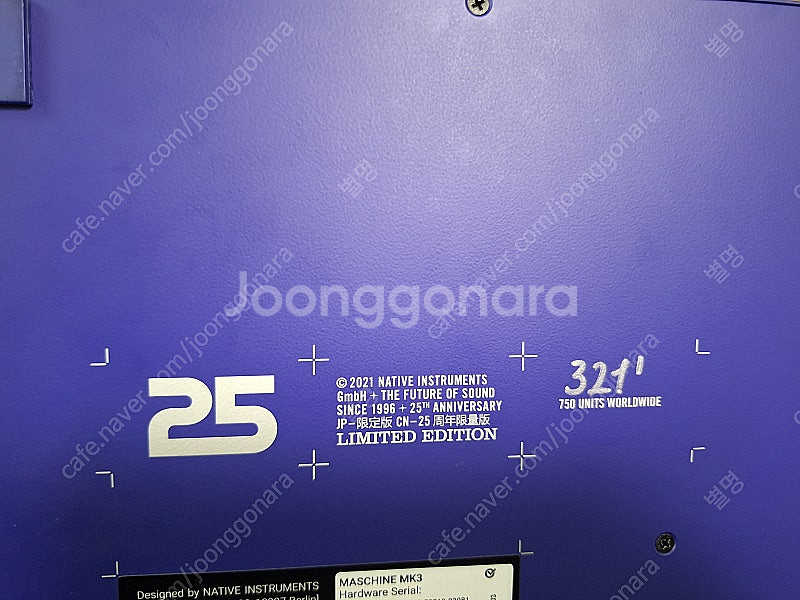 Joonggonara
cafe.naver.com/joonggonara
별명
25
© 2021 NATIVE INSTRUMENTS
GmbH + THE FUTURE OF SOUND
SINCE 1996 + 25TH ANNIVERSARY
JP-限定版 CN-25 周年限量版
LIMITED EDITION
321
750 UNITS WORLDWIDE
Designed by NATIVE INSTRUMENTS
MASCHINE MK3
Hardware Serial: